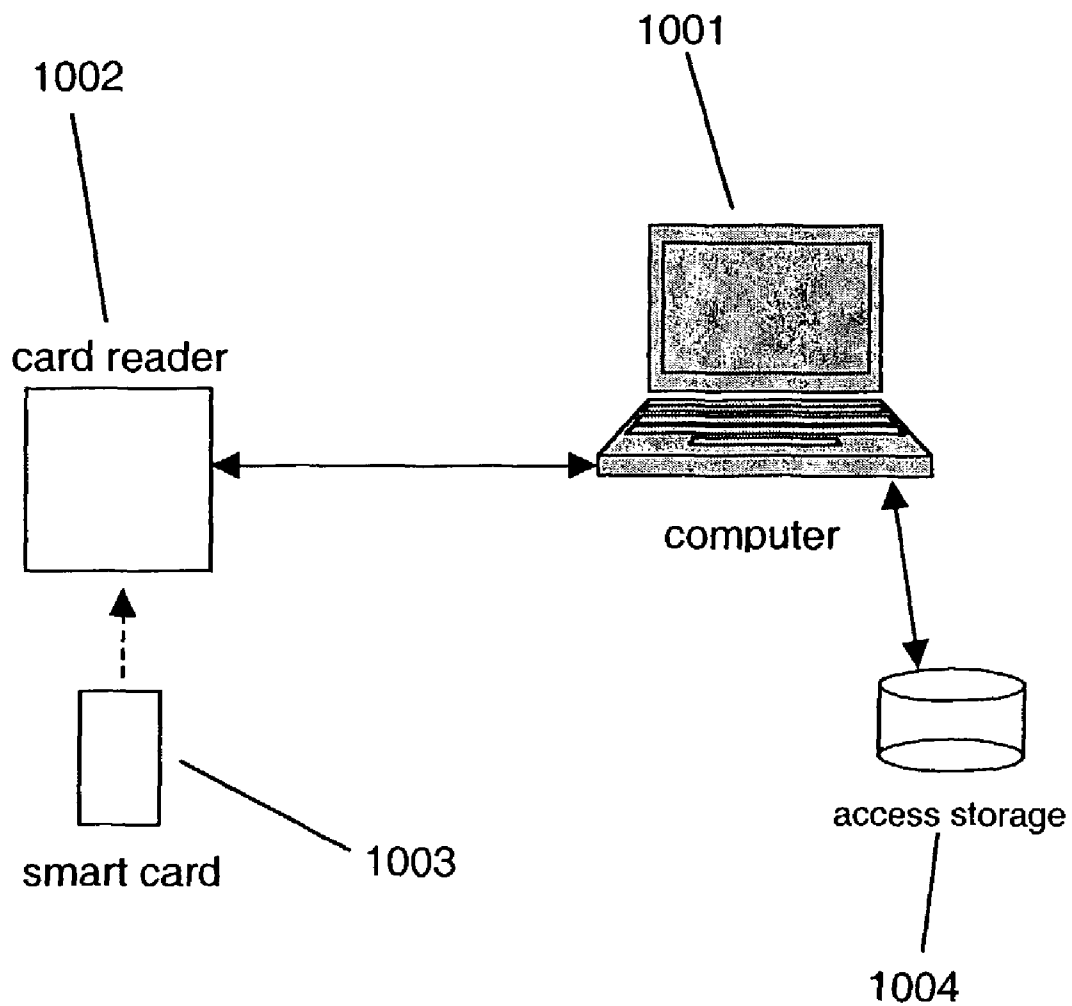 1001
1002
card reader
computer
access storage
1003
smart card
1004